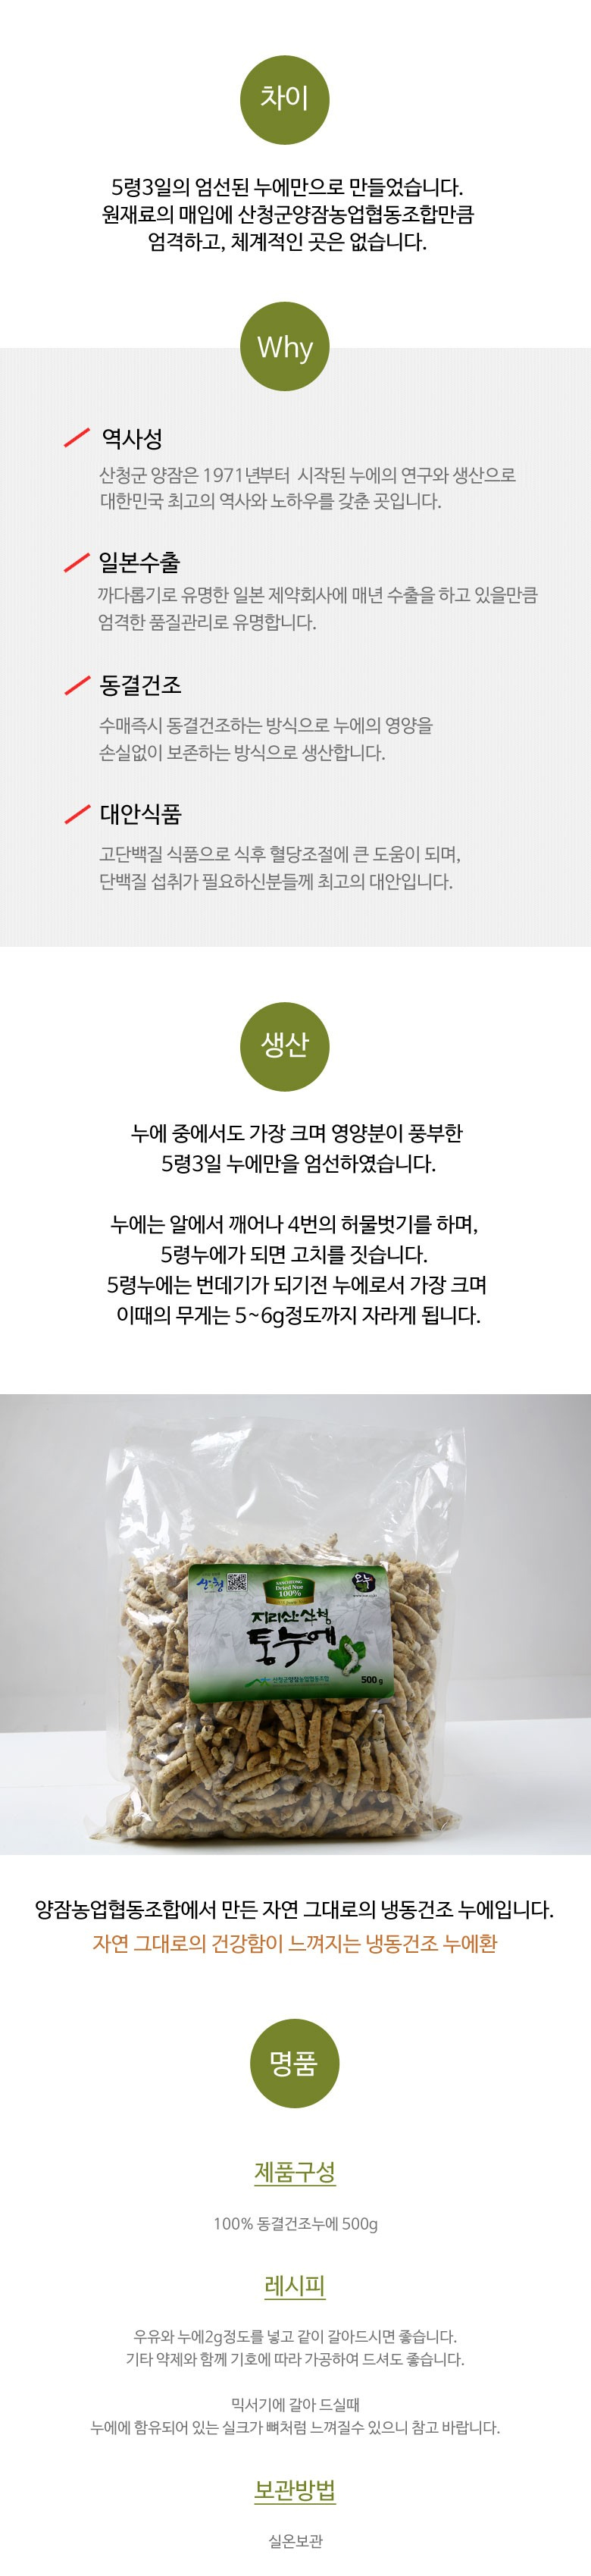 차이
5령3일의 엄선된 누에만으로 만들었습니다.
원재료의 매입에 산청군양잠농업협동조합만큼
엄격하고, 체계적인 곳은 없습니다.
Why
역사성
산청군 양잠은 1971년부터 시작된 누에의 연구와 생산으로
대한민국 최고의 역사와 노하우를 갖춘 곳입니다.
일본수출
까다롭기로 유명한 일본 제약회사에 매년 수출을 하고 있을만큼
엄격한 품질관리로 유명합니다.
동결건조
수매즉시 동결건조하는 방식으로 누에의 영양을
손실없이 보존하는 방식으로 생산합니다.
대안식품
고단백질 식품으로 식후 혈당조절에 큰 도움이 되며,
단백질 섭취가 필요하신분들께 최고의 대안입니다.
생산
누에 중에서도 가장 크며 영양분이 풍부한
5령3일 누에만을 엄선하였습니다.
누에는 알에서 깨어나 4번의 허물벗기를 하며,
5령누에가 되면 고치를 짓습니다.
5령누에는 번데기가 되기전 누에로서 가장 크며
이때의 무게는 5~6g정도까지 자라게 됩니다.
산청
Dried Nue
100%
지리산 산청
통누에
산청군양잠농업협동조합
500 g
양잠농업협동조합에서 만든 자연 그대로의 냉동건조 누에입니다.
자연 그대로의 건강함이 느껴지는 냉동건조 누에환
명품
제품구성
100% 동결건조누에 500g
레시피
우유와 누에2g정도를 넣고 같이 갈아드시면 좋습니다.
기타 약제와 함께 기호에 따라 가공하여 드셔도 좋습니다.
믹서기에 갈아 드실때
누에에 함유되어 있는 실크가 뼈처럼 느껴질수 있으니 참고 바랍니다.
보관방법
실온보관